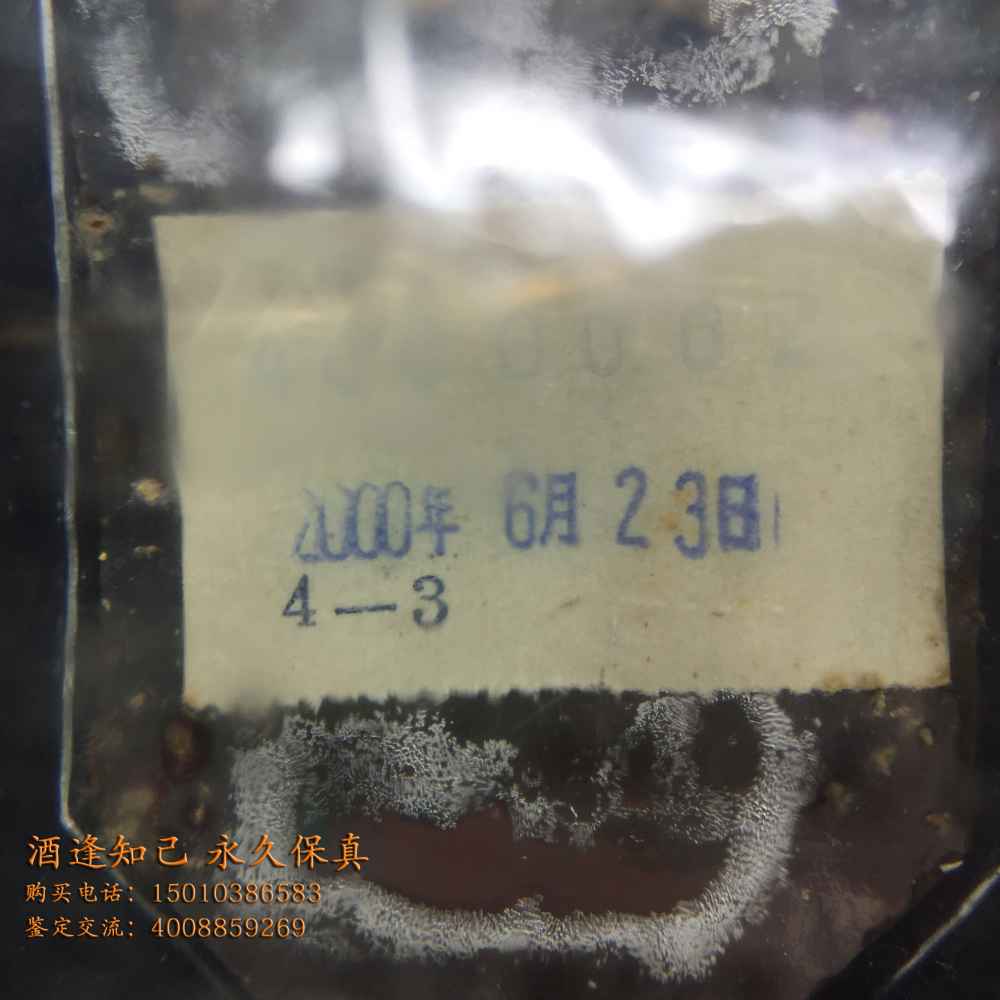 2000年 6月 23日
4—3
酒逢知己 永久保真
购买电话：15010386583
鉴定交流：4008859269